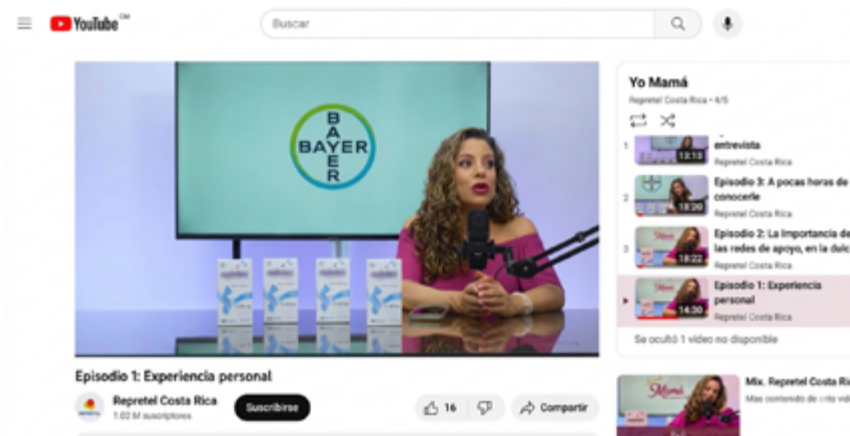 YouTube CR
Buscar
BAYER
BAYER
Episodio 1: Experiencia personal
Repretel Costa Rica
1.02 M suscriptores
Suscribirse
16
Compartir
Yo Mamá
Repretel Costa Rica • 4/5
1
entrevista
Repretel Costa Rica
13:13
2
Episodio 3: A pocas horas de
conocerle
Repretel Costa Rica
18:20
3
Episodio 2: La importancia de
las redes de apoyo, en la dulc
Repretel Costa Rica
18:22
Episodio 1: Experiencia
personal
Repretel Costa Rica
14:30
Se ocultó 1 video no disponible
Mamá
Mix. Repretel Costa Ri
Mas contenido de